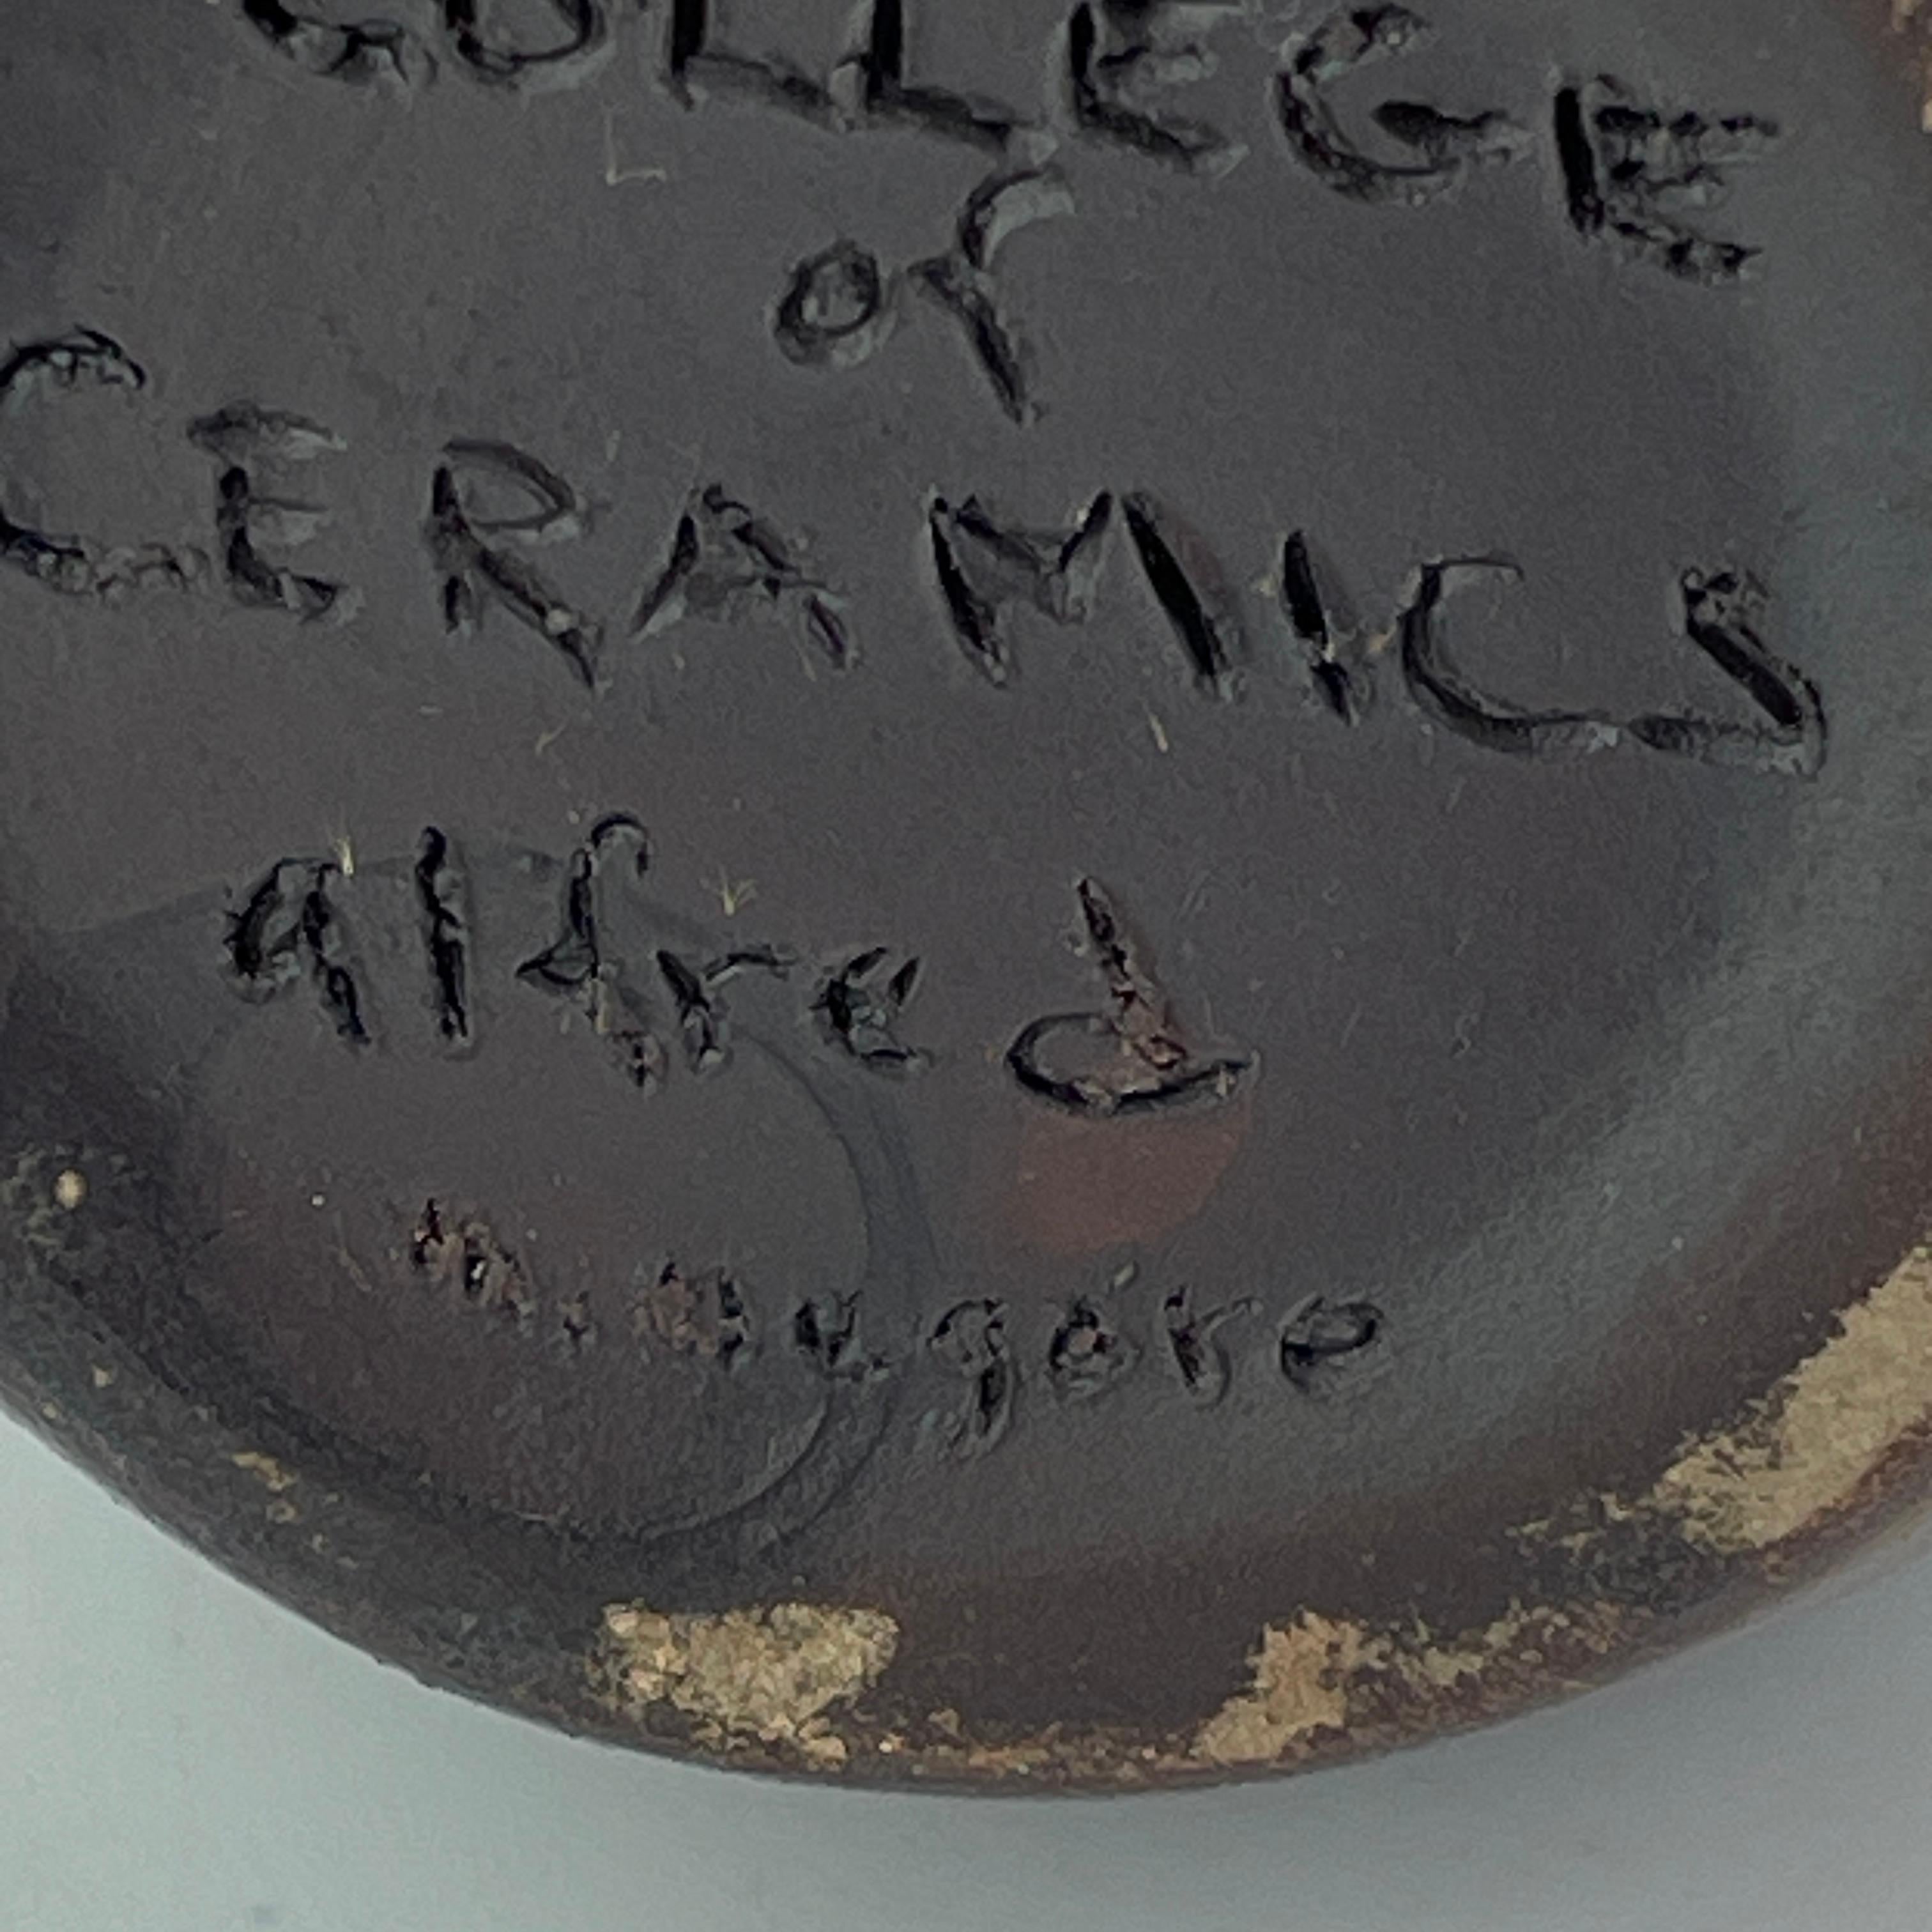 COLLEGE
of
CERAMICS
alfred